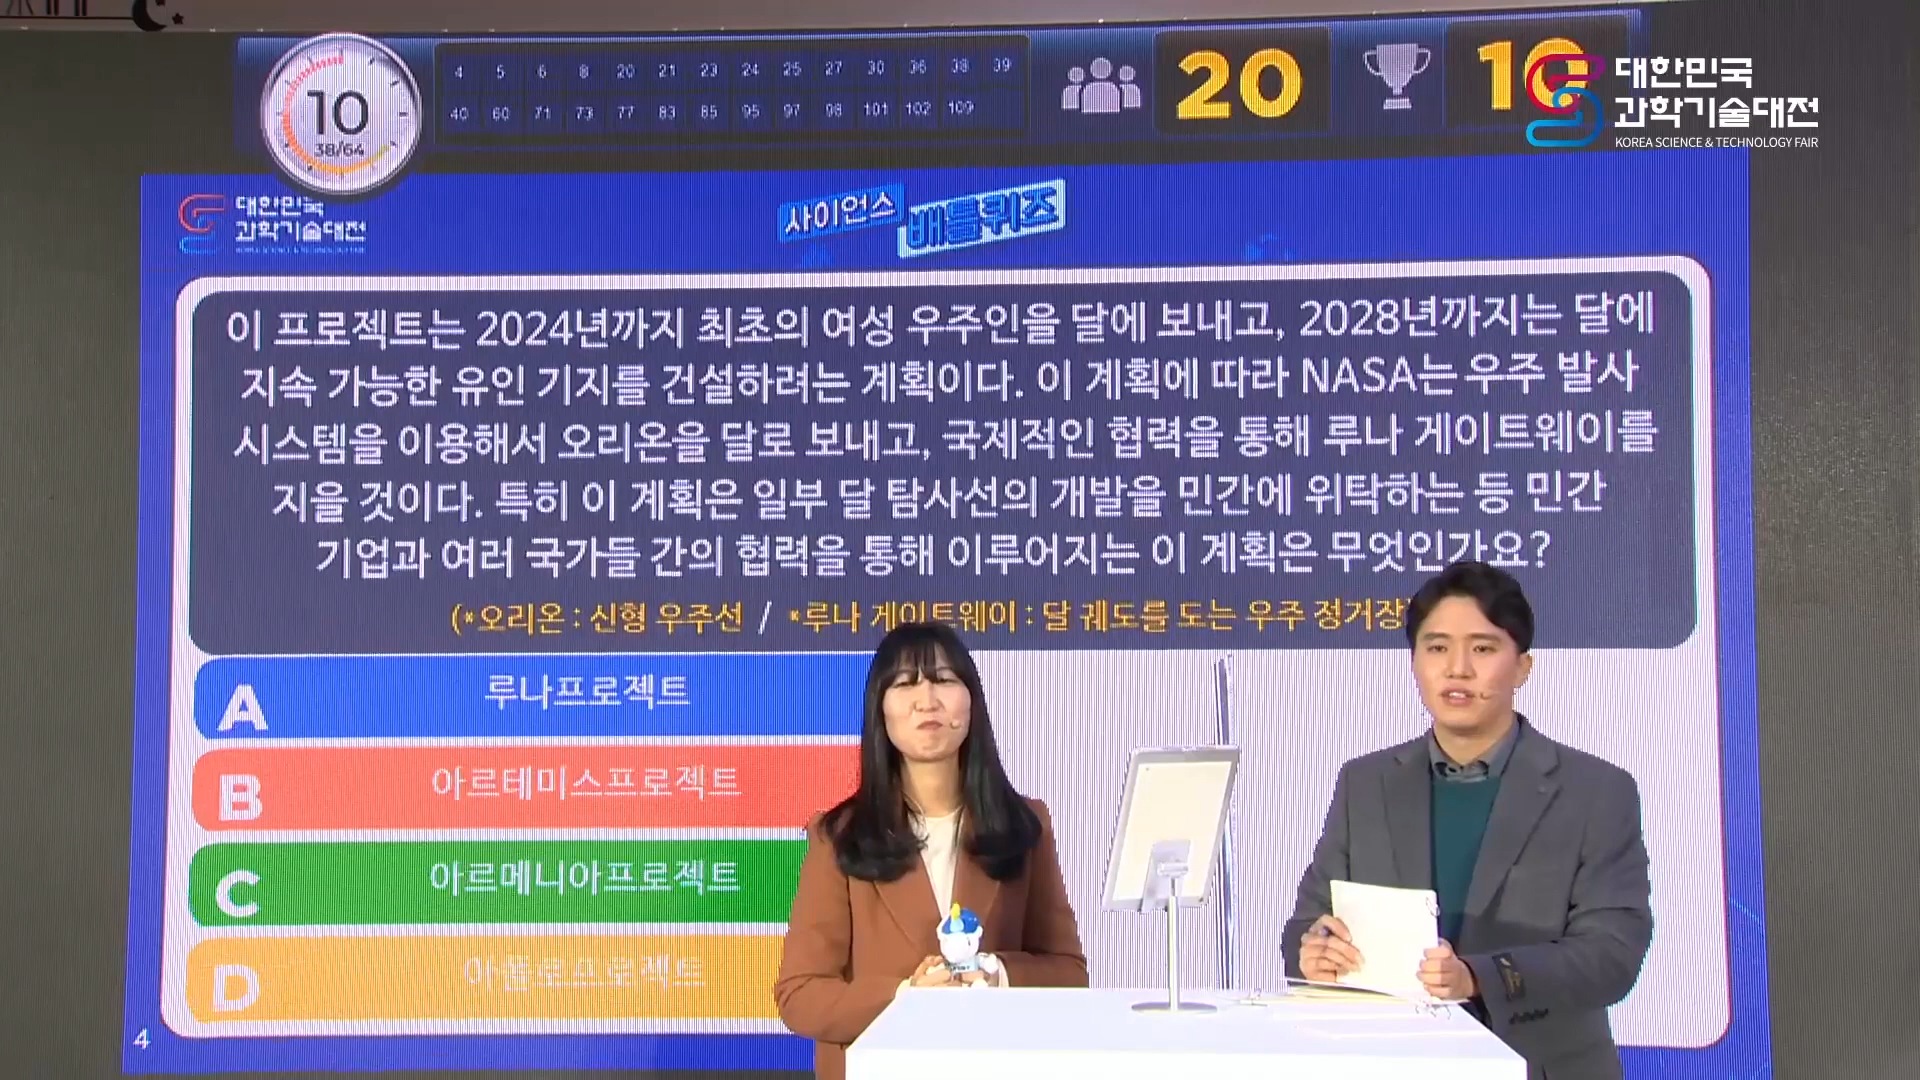 10
38/64
4 5 6 8 20 21 23 24 25 27 30 36 38 39
40 60 71 73 77 83 85 95 97 98 101 102 109
20
대한민국
과학기술대전
KOREA SCIENCE & TECHNOLOGY FAIR
대한민국
과학기술대전
KOREA SCIENCE & TECHNOLOGY FAIR
사이언스
배틀퀴즈
이 프로젝트는 2024년까지 최초의 여성 우주인을 달에 보내고, 2028년까지는 달에
지속 가능한 유인 기지를 건설하려는 계획이다. 이 계획에 따라 NASA는 우주 발사
시스템을 이용해서 오리온을 달로 보내고, 국제적인 협력을 통해 루나 게이트웨이를
지을 것이다. 특히 이 계획은 일부 달 탐사선의 개발을 민간에 위탁하는 등 민간
기업과 여러 국가들 간의 협력을 통해 이루어지는 이 계획은 무엇인가요?
(*오리온 : 신형 우주선 / *루나 게이트웨이 : 달 궤도를 도는 우주 정거장)
A 루나프로젝트
B 아르테미스프로젝트
C 아르메니아프로젝트
D 아폴로프로젝트
4